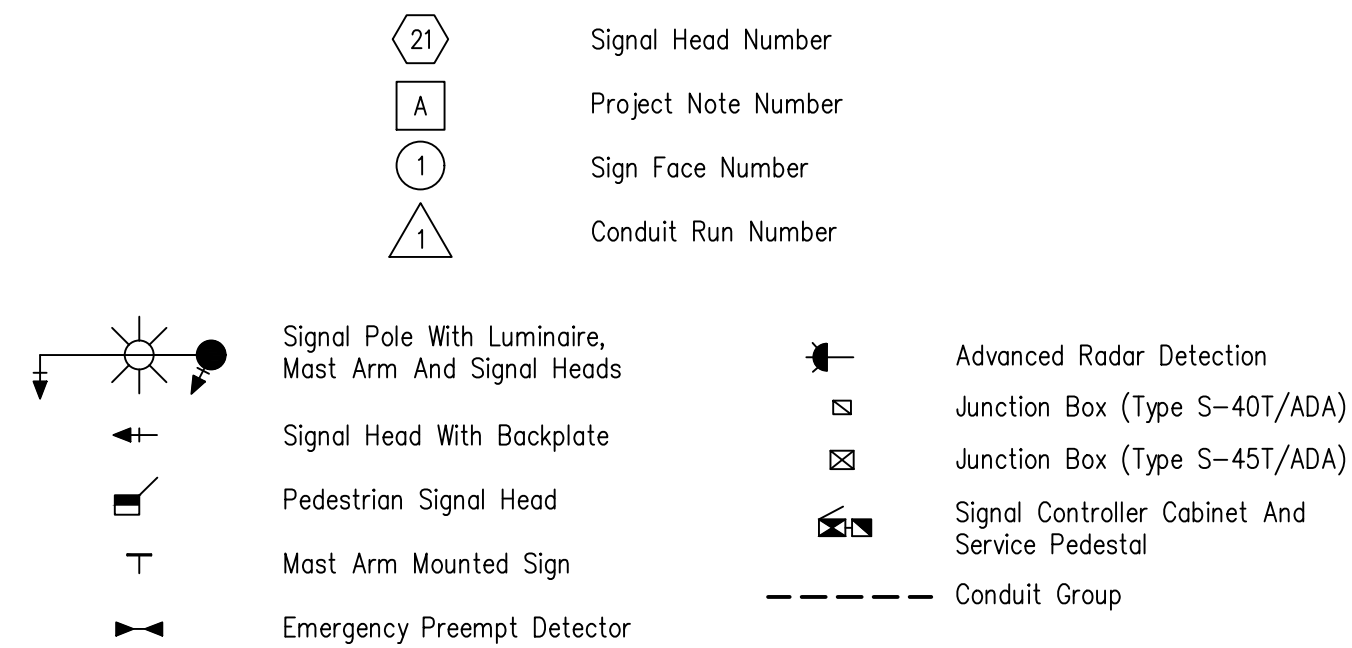 21 Signal Head Number
A Project Note Number
1 Sign Face Number
1 Conduit Run Number
Signal Pole With Luminaire,
Mast Arm And Signal Heads
Signal Head With Backplate
Pedestrian Signal Head
Mast Arm Mounted Sign
Emergency Preempt Detector
Advanced Radar Detection
Junction Box (Type S-40T/ADA)
Junction Box (Type S-45T/ADA)
Signal Controller Cabinet And
Service Pedestal
Conduit Group